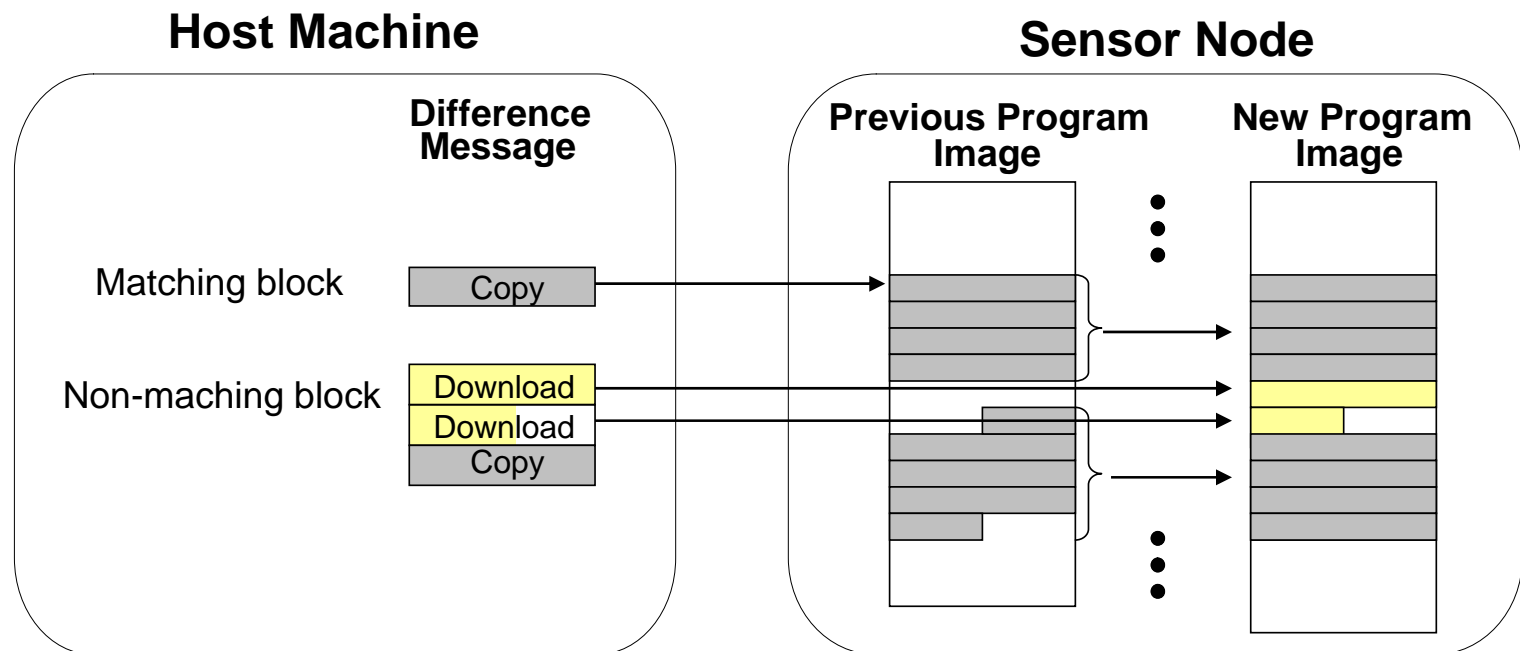 Host Machine
Sensor Node
Difference
Message
Previous Program
Image
New Program
Image
Matching block
Copy
Non-maching block
Download
Download
Copy